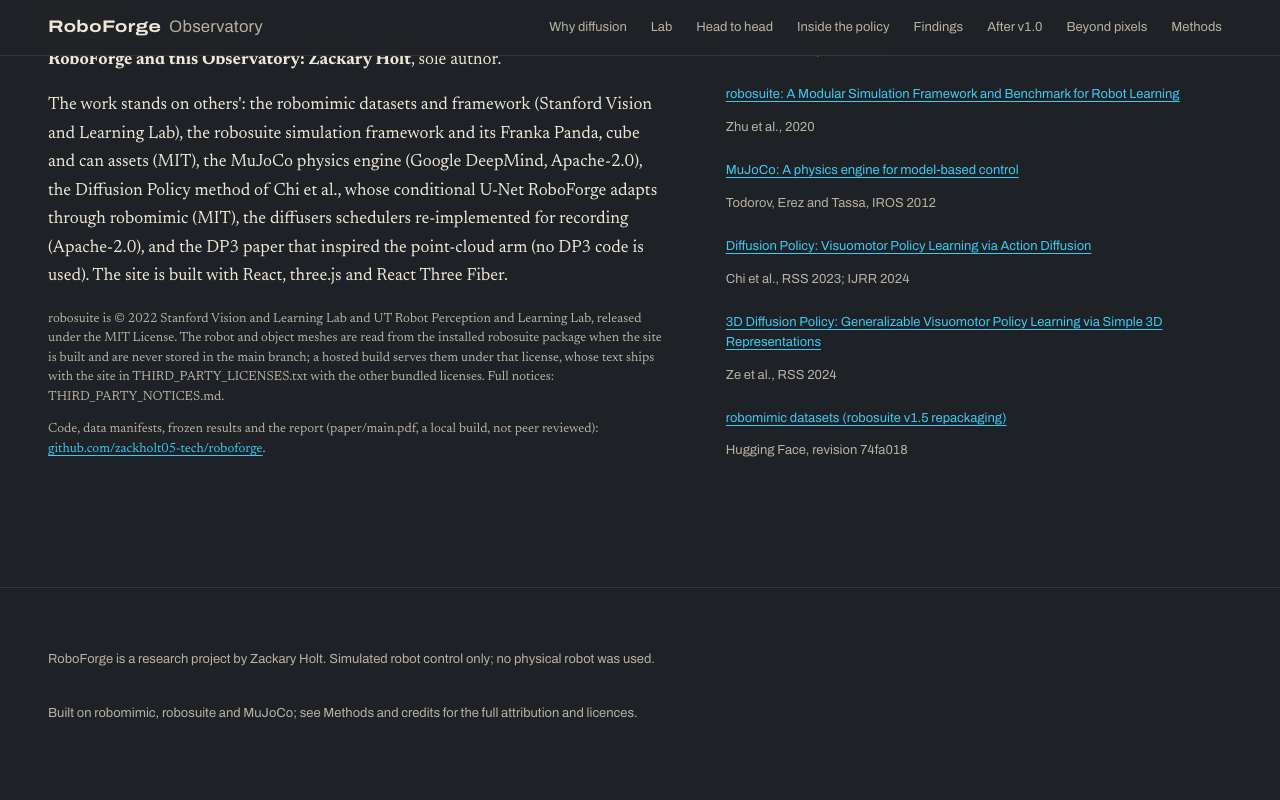 RoboForge Observatory
Why diffusion
Lab
Head to head
Inside the policy
Findings
After v1.0
Beyond pixels
Methods
RoboForge and this Observatory: Zackary Holt, sole author.
The work stands on others': the robomimic datasets and framework (Stanford Vision
and Learning Lab), the robosuite simulation framework and its Franka Panda, cube
and can assets (MIT), the MuJoCo physics engine (Google DeepMind, Apache-2.0),
the Diffusion Policy method of Chi et al., whose conditional U-Net RoboForge adapts
through robomimic (MIT), the diffusers schedulers re-implemented for recording
(Apache-2.0), and the DP3 paper that inspired the point-cloud arm (no DP3 code is
used). The site is built with React, three.js and React Three Fiber.
robosuite is © 2022 Stanford Vision and Learning Lab and UT Robot Perception and Learning Lab, released
under the MIT License. The robot and object meshes are read from the installed robosuite package when the site
is built and are never stored in the main branch; a hosted build serves them under that license, whose text ships
with the site in THIRD_PARTY_LICENSES.txt with the other bundled licenses. Full notices:
THIRD_PARTY_NOTICES.md.
Code, data manifests, frozen results and the report (paper/main.pdf, a local build, not peer reviewed):
github.com/zackholt05-tech/roboforge.
robosuite: A Modular Simulation Framework and Benchmark for Robot Learning
Zhu et al., 2020
MuJoCo: A physics engine for model-based control
Todorov, Erez and Tassa, IROS 2012
Diffusion Policy: Visuomotor Policy Learning via Action Diffusion
Chi et al., RSS 2023; IJRR 2024
3D Diffusion Policy: Generalizable Visuomotor Policy Learning via Simple 3D
Representations
Ze et al., RSS 2024
robomimic datasets (robosuite v1.5 repackaging)
Hugging Face, revision 74fa018
RoboForge is a research project by Zackary Holt. Simulated robot control only; no physical robot was used.
Built on robomimic, robosuite and MuJoCo; see Methods and credits for the full attribution and licences.